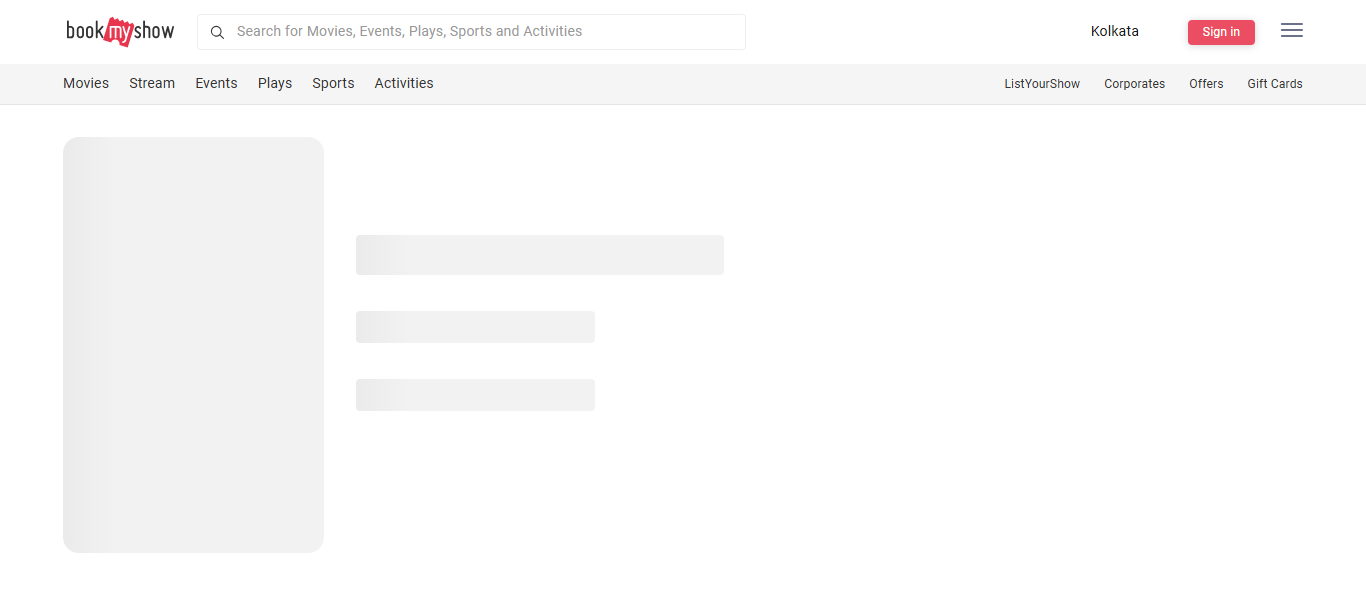 bookmyshow
Search for Movies, Events, Plays, Sports and Activities
Kolkata
Sign in
Movies Stream Events Plays Sports Activities
ListYourShow Corporates Offers Gift Cards